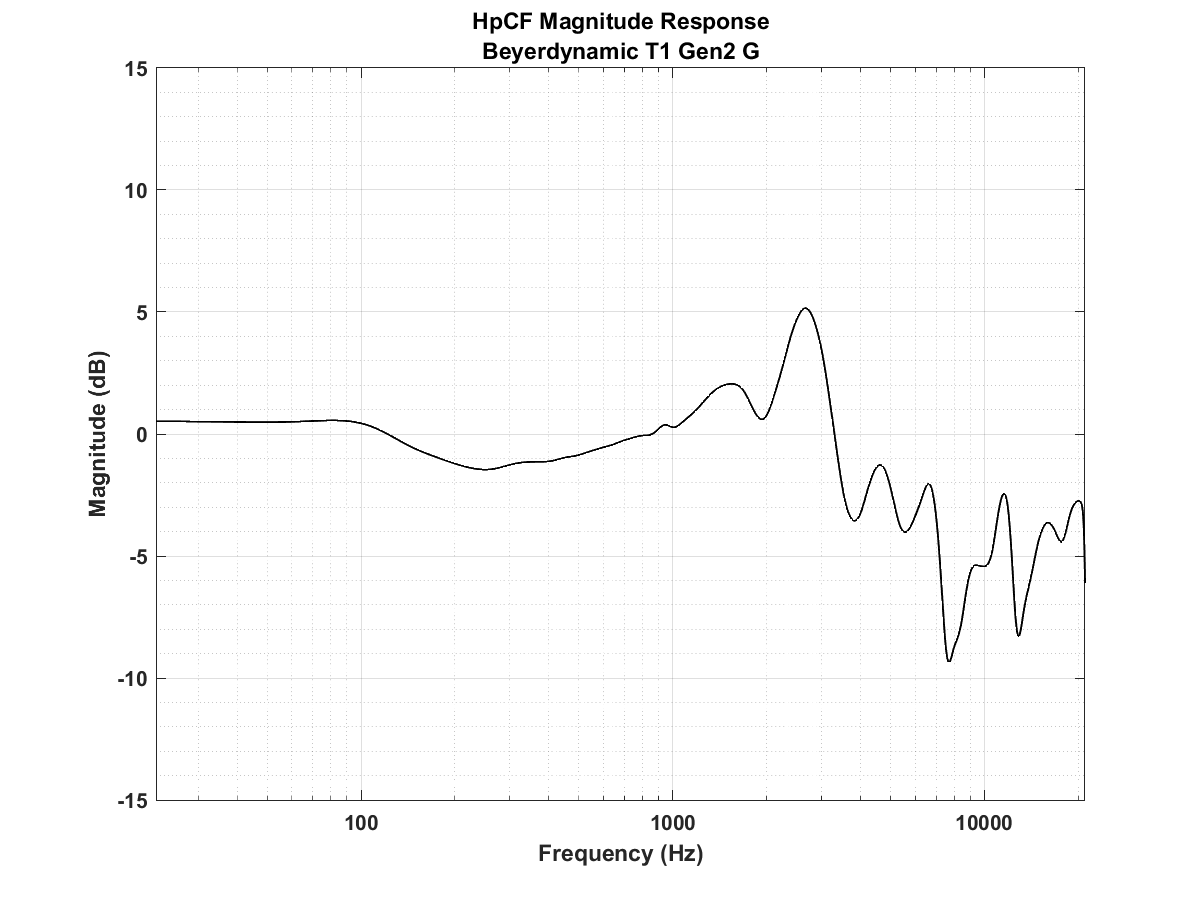 HpCF Magnitude Response
Beyerdynamic T1 Gen2 G
15
10
5
0
-5
-10
-15
Magnitude (dB)
100 1000 10000
Frequency (Hz)